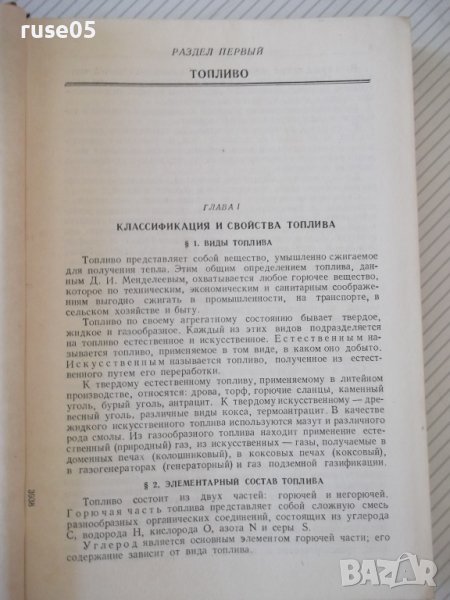 ruse05
РАЗДЕЛ ПЕРВЫЙ
ТОПЛИВО
ГЛАВА I
КЛАССИФИКАЦИЯ И СВОЙСТВА ТОПЛИВА
§ 1. ВИДЫ ТОПЛИВА
Топливо представляет собой вещество, умышленно сжигаемое
для получения тепла. Этим общим определением топлива, дан-
ным Д. И. Менделеевым, охватывается любое горючее вещество,
которое по техническим, экономическим и санитарным соображе-
ниям выгодно сжигать в промышленности, на транспорте, в
сельском хозяйстве и быту.
Топливо по своему агрегатному состоянию бывает твердое,
жидкое и газообразное. Каждый из этих видов подразделяется
на топливо естественное и искусственное. Естественным на-
зывается топливо, применяемое в том виде, в каком оно добыто.
Искусственным называется топливо, полученное из естест-
венного путем его переработки.
К твердому естественному топливу, применяемому в литейном
производстве, относятся: дрова, торф, горючие сланцы, каменный
уголь, бурый уголь, антрацит. К твердому искусственному — дре-
весный уголь, различные виды кокса, термоантрацит. В качестве
жидкого искусственного топлива используются мазут и различного
рода смолы. Из газообразного топлива находит применение есте-
ственный (природный) газ, из искусственных — газы, получаемые в
доменных печах (колошниковый), в коксовых печах (коксовый),
в газогенераторах (генераторный) и газ подземной газификации.
§ 2. ЭЛЕМЕНТАРНЫЙ СОСТАВ ТОПЛИВА
Топливо состоит из двух частей: горючей и негорючей.
Горючая часть топлива представляет собой сложную смесь
разнообразных органических соединений, состоящих из углерода
C, водорода H, кислорода O, азота N и серы S.
Углерод является основным элементом горючей части; его
содержание зависит от вида топлива.
BAZAR.BG